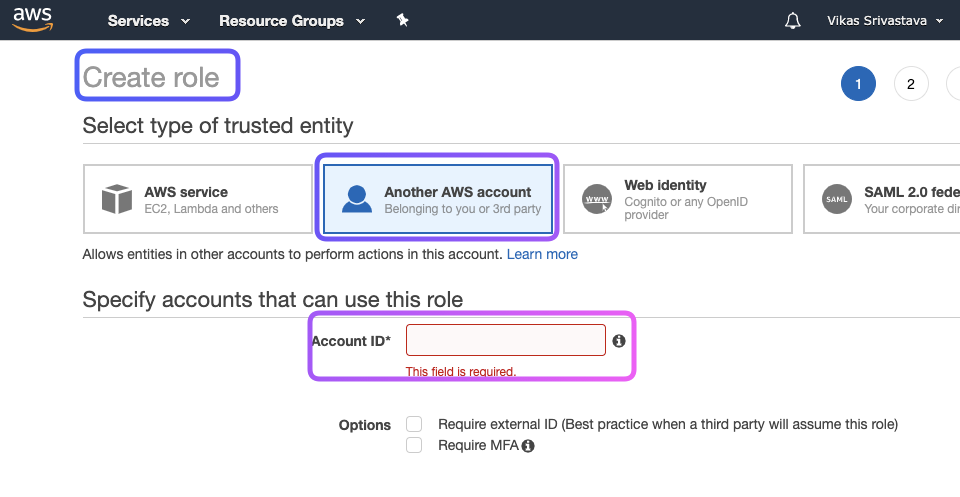 aws
Services
Resource Groups
Vikas Srivastava
Create role
1
2
Select type of trusted entity
AWS service
EC2, Lambda and others
Another AWS account
Belonging to you or 3rd party
www
Web identity
Cognito or any OpenID
provider
SAML
SAML 2.0 fede
Your corporate dir
Allows entities in other accounts to perform actions in this account. Learn more
Specify accounts that can use this role
Account ID*
This field is required.
Options
Require external ID (Best practice when a third party will assume this role)
Require MFA